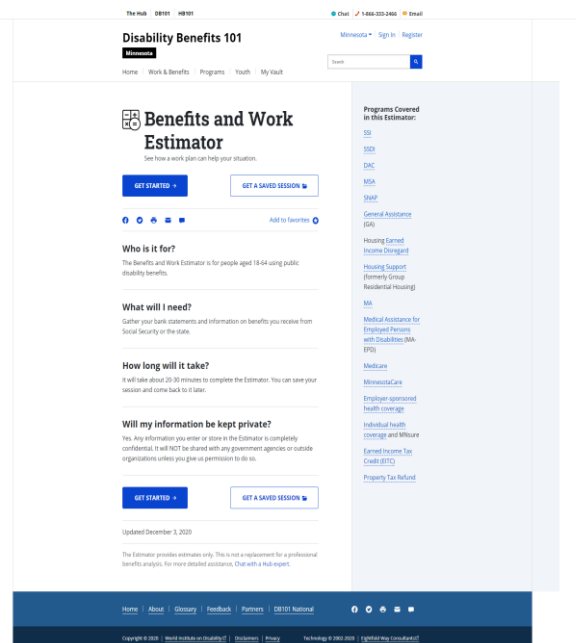 The Hub DB101 HB101
Chat 1-866-333-2466 Email
Disability Benefits 101
Minnesota
Minnesota Sign In Register
Search
Home Work & Benefits Programs Youth My Vault
Benefits and Work
Estimator
See how a work plan can help your situation.
GET STARTED → GET A SAVED SESSION
Add to favorites
Who is it for?
The Benefits and Work Estimator is for people aged 18-64 using public
disability benefits.
What will I need?
Gather your bank statements and information on benefits you receive from
Social Security or the state.
How long will it take?
It will take about 20-30 minutes to complete the Estimator. You can save your
session and come back to it later.
Will my information be kept private?
Yes. Any information you enter or store in the Estimator is completely
confidential. It will NOT be shared with any government agencies or outside
organizations unless you give us permission to do so.
GET STARTED → GET A SAVED SESSION
Updated December 3, 2020
The Estimator provides estimates only. This is not a replacement for a professional
benefits analysis. For more detailed assistance, Chat with a Hub expert.
Programs Covered
in this Estimator:
SSI
SSDI
DAC
MSA
SNAP
General Assistance
(GA)
Housing Earned
Income Disregard
Housing Support
(formerly Group
Residential Housing)
MA
Medical Assistance for
Employed Persons
with Disabilities (MA-
EPD)
Medicare
MinnesotaCare
Employer-sponsored
health coverage
Individual health
coverage and MNsure
Earned Income Tax
Credit (EITC)
Property Tax Refund
Home About Glossary Feedback Partners DB101 National
Copyright © 2020 World Institute on Disability Disclaimers Privacy Technology © 2002-2020 Eightfold Way Consultants